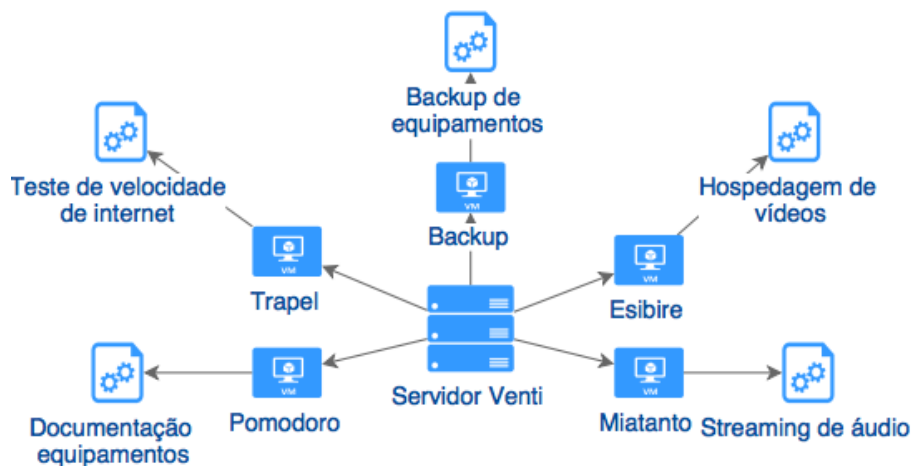 Backup de
equipamentos
Teste de velocidade
de internet
Hospedagem de
vídeos
VM
Backup
VM
Trapel
VM
Esibire
Servidor Venti
VM
Pomodoro
VM
Miatanto
Documentação
equipamentos
Streaming de áudio